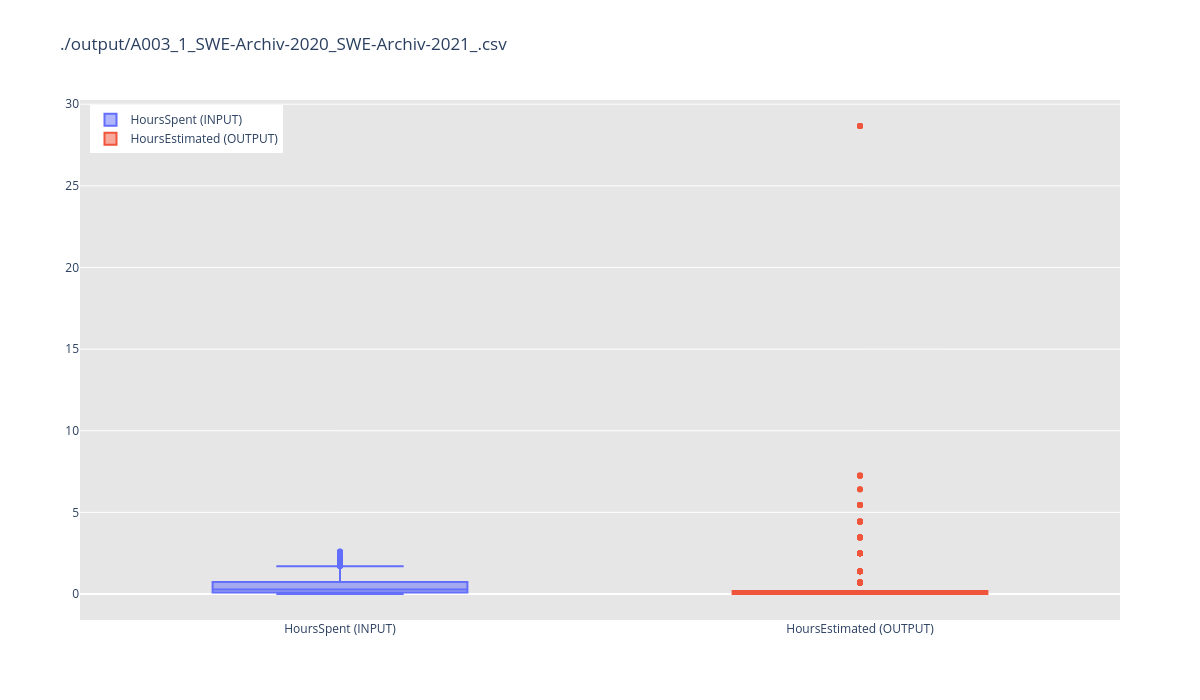 ./output/A003_1_SWE-Archiv-2020_SWE-Archiv-2021_.csv
HoursSpent (INPUT)
HoursEstimated (OUTPUT)
30
25
20
15
10
5
0
HoursSpent (INPUT)
HoursEstimated (OUTPUT)